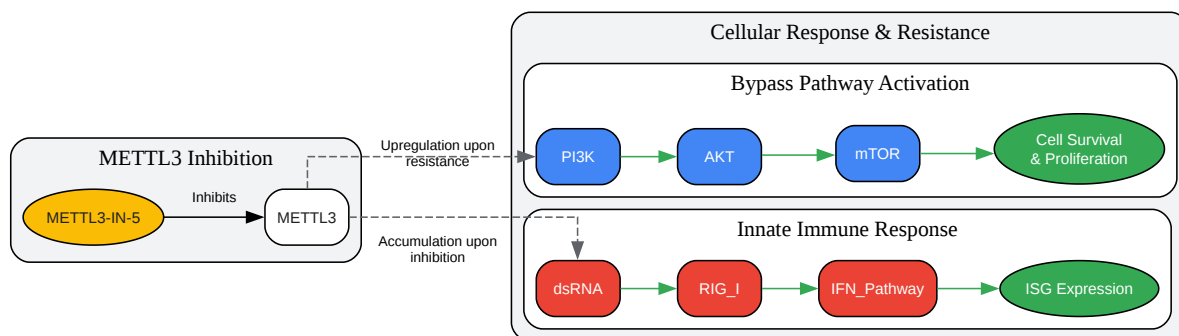 Cellular Response & Resistance
Bypass Pathway Activation
METTL3 Inhibition
Upregulation upon
resistance
PI3K
AKT
mTOR
Cell Survival
& Proliferation
METTL3-IN-5
Inhibits
METTL3
Accumulation upon
inhibition
Innate Immune Response
dsRNA
RIG_I
IFN_Pathway
ISG Expression